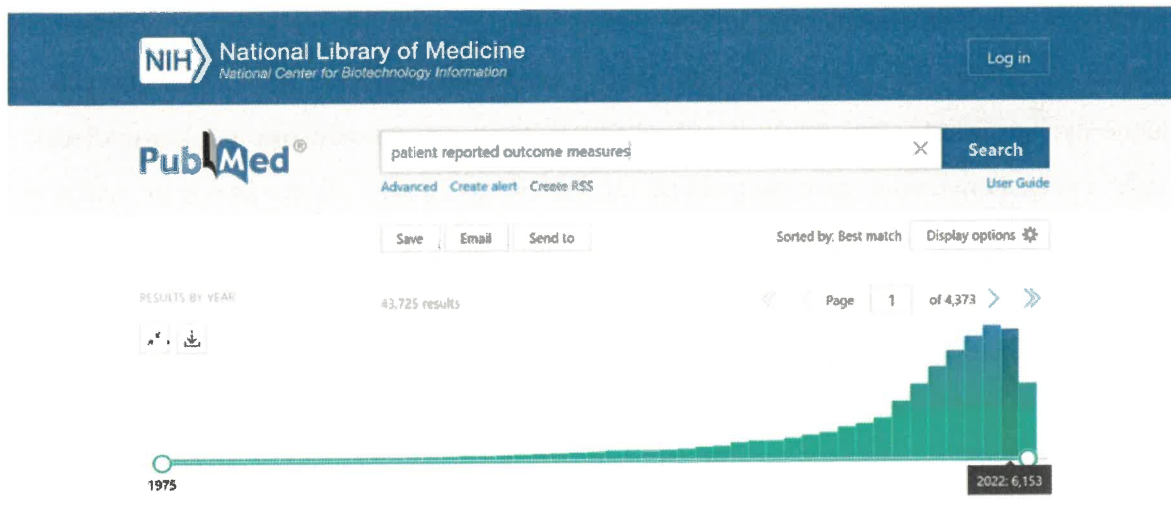 NIH National Library of Medicine
National Center for Biotechnology Information
Log in
PubMed®
patient reported outcome measures
Search
Advanced Create alert Create RSS
User Guide
Save Email Send to
Sorted by: Best match Display options
RESULTS BY YEAR
43,725 results
Page 1 of 4,373
1975
2022: 6,153